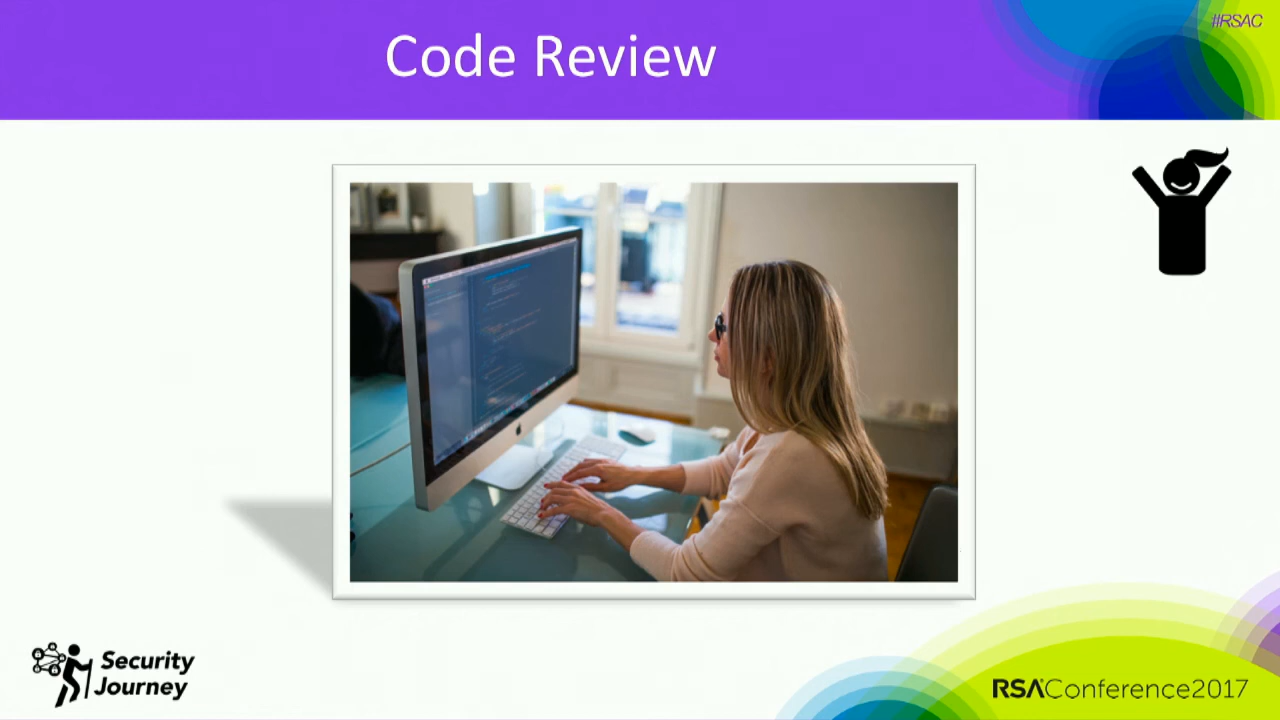 #RSAC
Code Review
Security
Journey
RSAConference2017